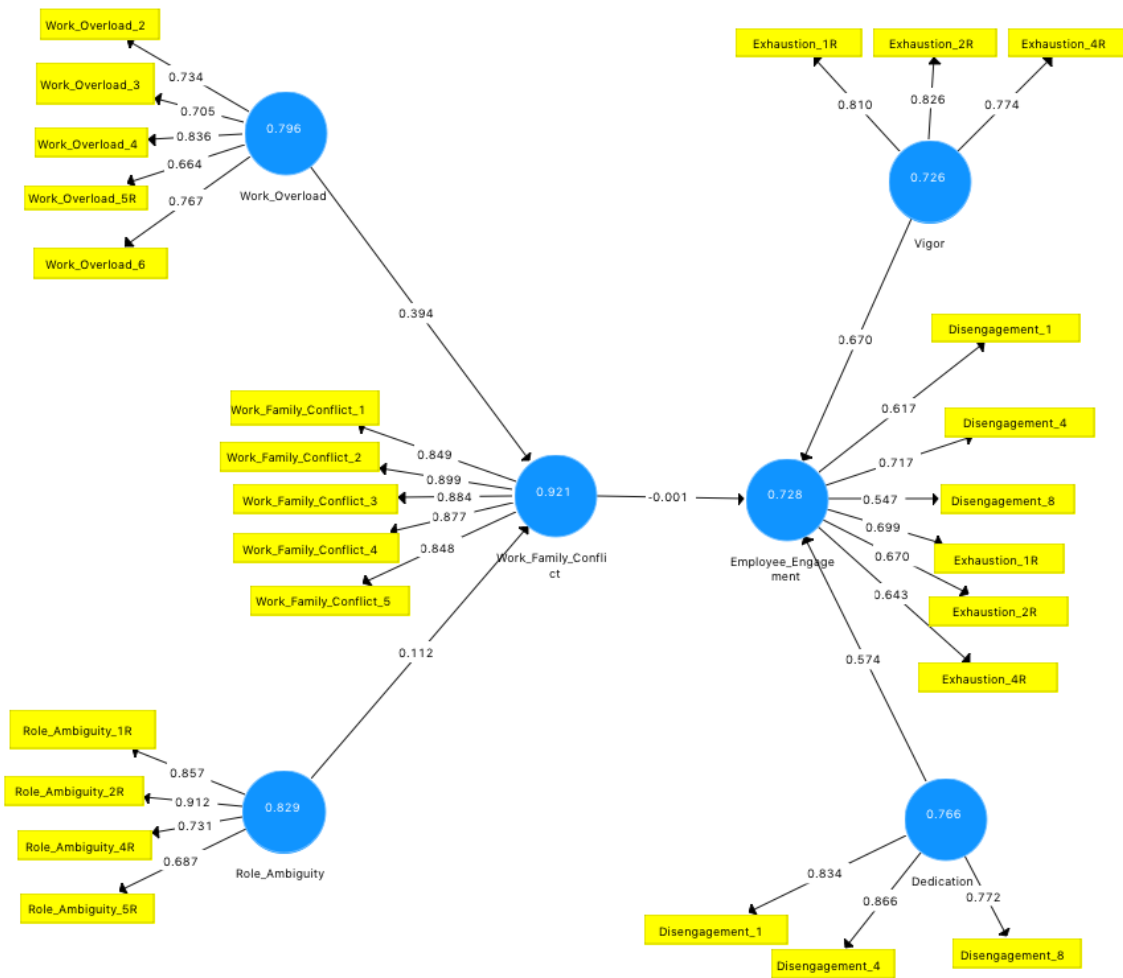 Work_Overload_2
Work_Overload_3
Work_Overload_4
Work_Overload_5R
Work_Overload_6
0.734
0.705
0.836
0.664
0.767
0.796
Work_Overload
0.394
Exhaustion_1R
Exhaustion_2R
Exhaustion_4R
0.810
0.826
0.774
0.726
Vigor
0.670
Work_Family_Conflict_1
Work_Family_Conflict_2
Work_Family_Conflict_3
Work_Family_Conflict_4
Work_Family_Conflict_5
0.849
0.899
0.884
0.877
0.848
0.921
Work_Family_Confli
ct
-0.001
0.728
Employee_Engage
ment
0.617
0.717
0.547
0.699
0.670
0.643
Disengagement_1
Disengagement_4
Disengagement_8
Exhaustion_1R
Exhaustion_2R
Exhaustion_4R
0.112
0.574
Role_Ambiguity_1R
Role_Ambiguity_2R
Role_Ambiguity_4R
Role_Ambiguity_5R
0.857
0.912
0.731
0.687
0.829
Role_Ambiguity
0.766
Dedication
0.834
0.866
0.772
Disengagement_1
Disengagement_4
Disengagement_8